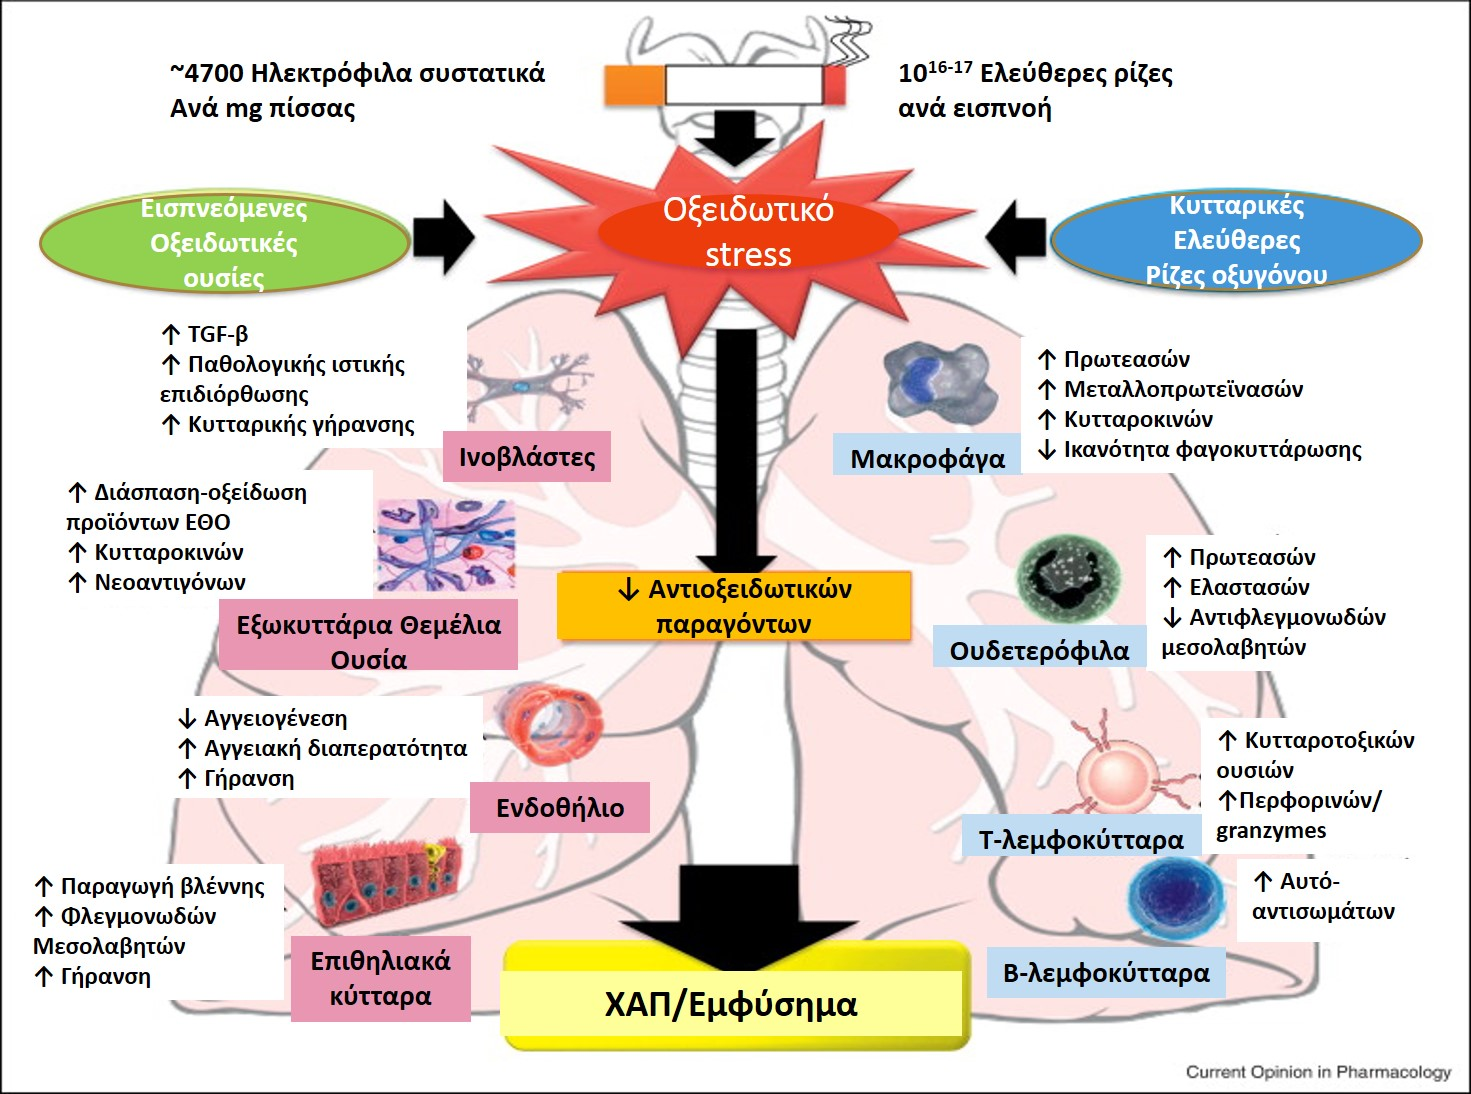 ~4700 Ηλεκτρόφιλα συστατικά
Ανά mg πίσσας
10¹⁶⁻¹⁷ Ελεύθερες ρίζες
ανά εισπνοή
Εισπνεόμενες
Οξειδωτικές
ουσίες
Οξειδωτικό
stress
Κυτταρικές
Ελεύθερες
Ρίζες οξυγόνου
↑ TGF-β
↑ Παθολογικής ιστικής
επιδιόρθωσης
↑ Κυτταρικής γήρανσης
Ινοβλάστες
↑ Πρωτεασών
↑ Μεταλλοπρωτεϊνασών
↑ Κυτταροκινών
↓ Ικανότητα φαγοκυττάρωσης
Μακροφάγα
↑ Διάσπαση-οξείδωση
προϊόντων ΕΘΟ
↑ Κυτταροκινών
↑ Νεοαντιγόνων
Εξωκυττάρια Θεμέλια
Ουσία
↓ Αντιοξειδωτικών
παραγόντων
↑ Πρωτεασών
↑ Ελαστασών
↓ Αντιφλεγμονωδών
μεσολαβητών
Ουδετερόφιλα
↓ Αγγειογένεση
↑ Αγγειακή διαπερατότητα
↑ Γήρανση
Ενδοθήλιο
↑ Κυτταροτοξικών
ουσιών
↑Περφορινών/
granzymes
Τ-λεμφοκύτταρα
↑ Παραγωγή βλέννης
↑ Φλεγμονωδών
Μεσολαβητών
↑ Γήρανση
Επιθηλιακά
κύτταρα
↑ Αυτό-
αντισωμάτων
Β-λεμφοκύτταρα
ΧΑΠ/Εμφύσημα
Current Opinion in Pharmacology